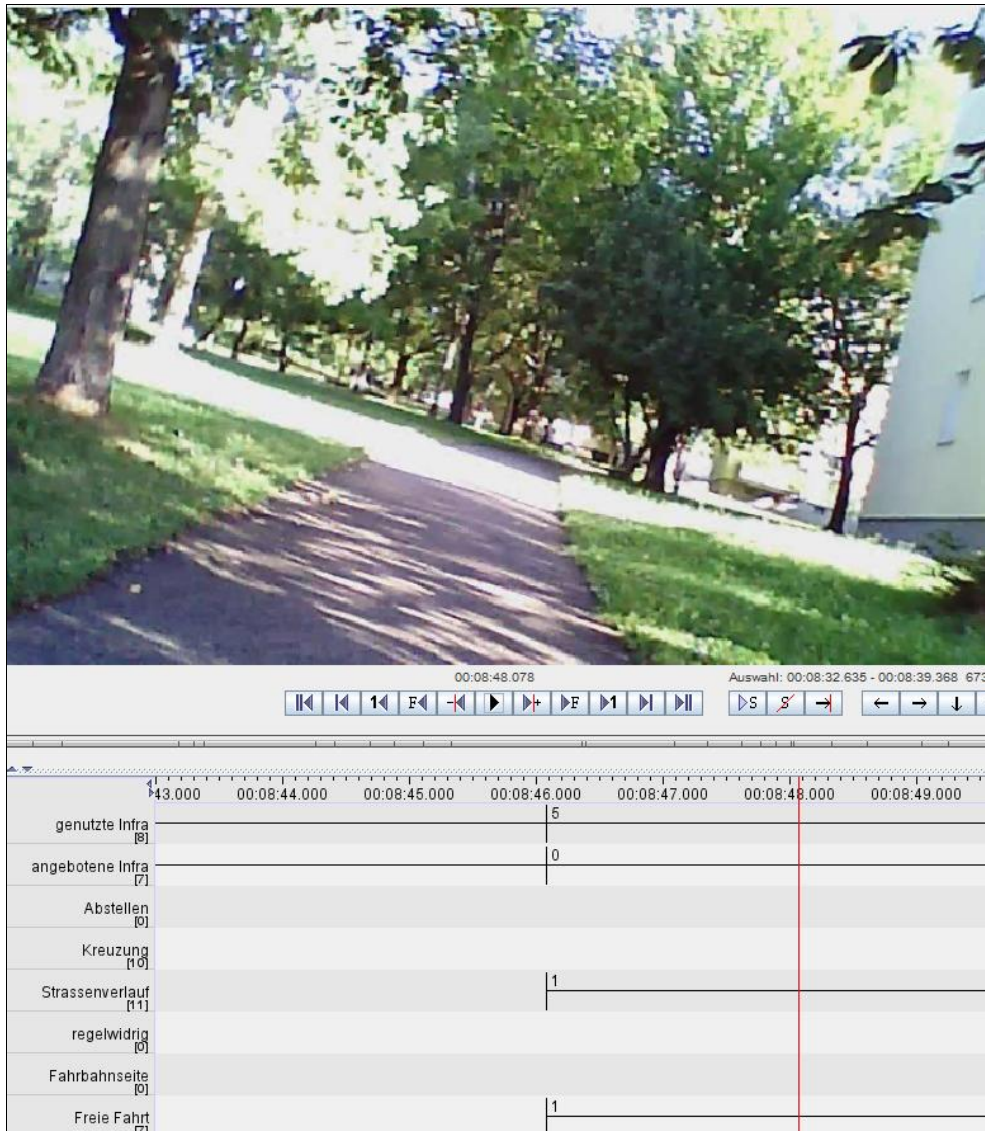 00:08:48.078
Auswahl: 00:08:32.635 - 00:08:39.368 673
1 F + + F 1 S S
43.000 00:08:44.000 00:08:45.000 00:08:46.000 00:08:47.000 00:08:48.000 00:08:49.000
genutzte Infra 5
[8]
angebotene Infra 0
[7]
Abstellen
[0]
Kreuzung
[10]
Strassenverlauf 1
[11]
regelwidrig
[0]
Fahrbahnseite
[0]
Freie Fahrt 1
[7]